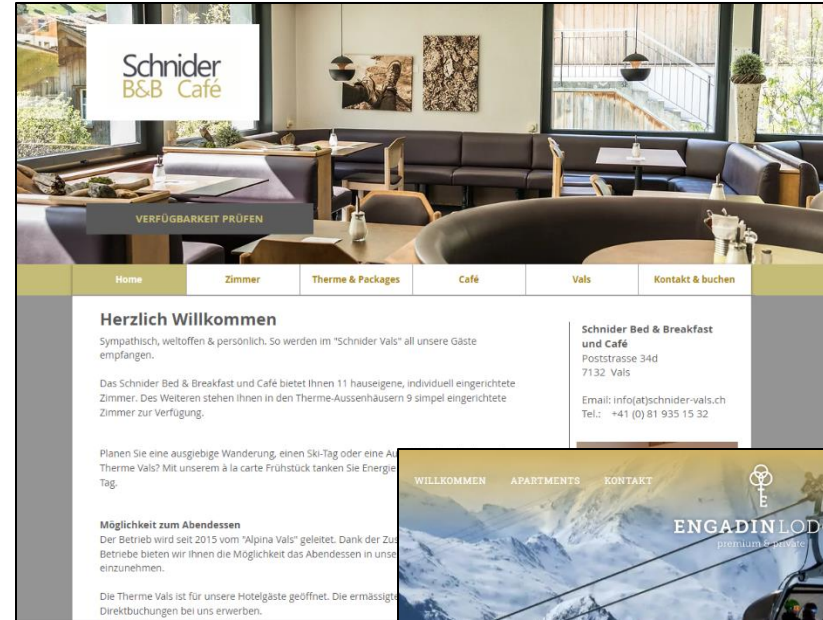 Schnider
B&B Café
VERFÜGBARKEIT PRÜFEN
Home Zimmer Therme & Packages Café Vals Kontakt & buchen
Herzlich Willkommen
Sympathisch, weltoffen & persönlich. So werden im "Schnider Vals" all unsere Gäste
empfangen.
Das Schnider Bed & Breakfast und Café bietet Ihnen 11 hauseigene, individuell eingerichtete
Zimmer. Des Weiteren stehen Ihnen in den Therme-Aussenhäusern 9 simpel eingerichtete
Zimmer zur Verfügung.
Planen Sie eine ausgiebige Wanderung, einen Ski-Tag oder eine Au
Therme Vals? Mit unserem à la carte Frühstück tanken Sie Energie
Tag.
Möglichkeit zum Abendessen
Der Betrieb wird seit 2015 vom "Alpina Vals" geleitet. Dank der Zus
Betriebe bieten wir Ihnen die Möglichkeit das Abendessen in unse
einzunehmen.
Die Therme Vals ist für unsere Hotelgäste geöffnet. Die ermässigte
Direktbuchungen bei uns erwerben.
Schnider Bed & Breakfast
und Café
Poststrasse 34d
7132 Vals
Email: info(at)schnider-vals.ch
Tel.: +41 (0) 81 935 15 32
WILLKOMMEN APARTMENTS KONTAKT
ENGADINLOD
premium & private